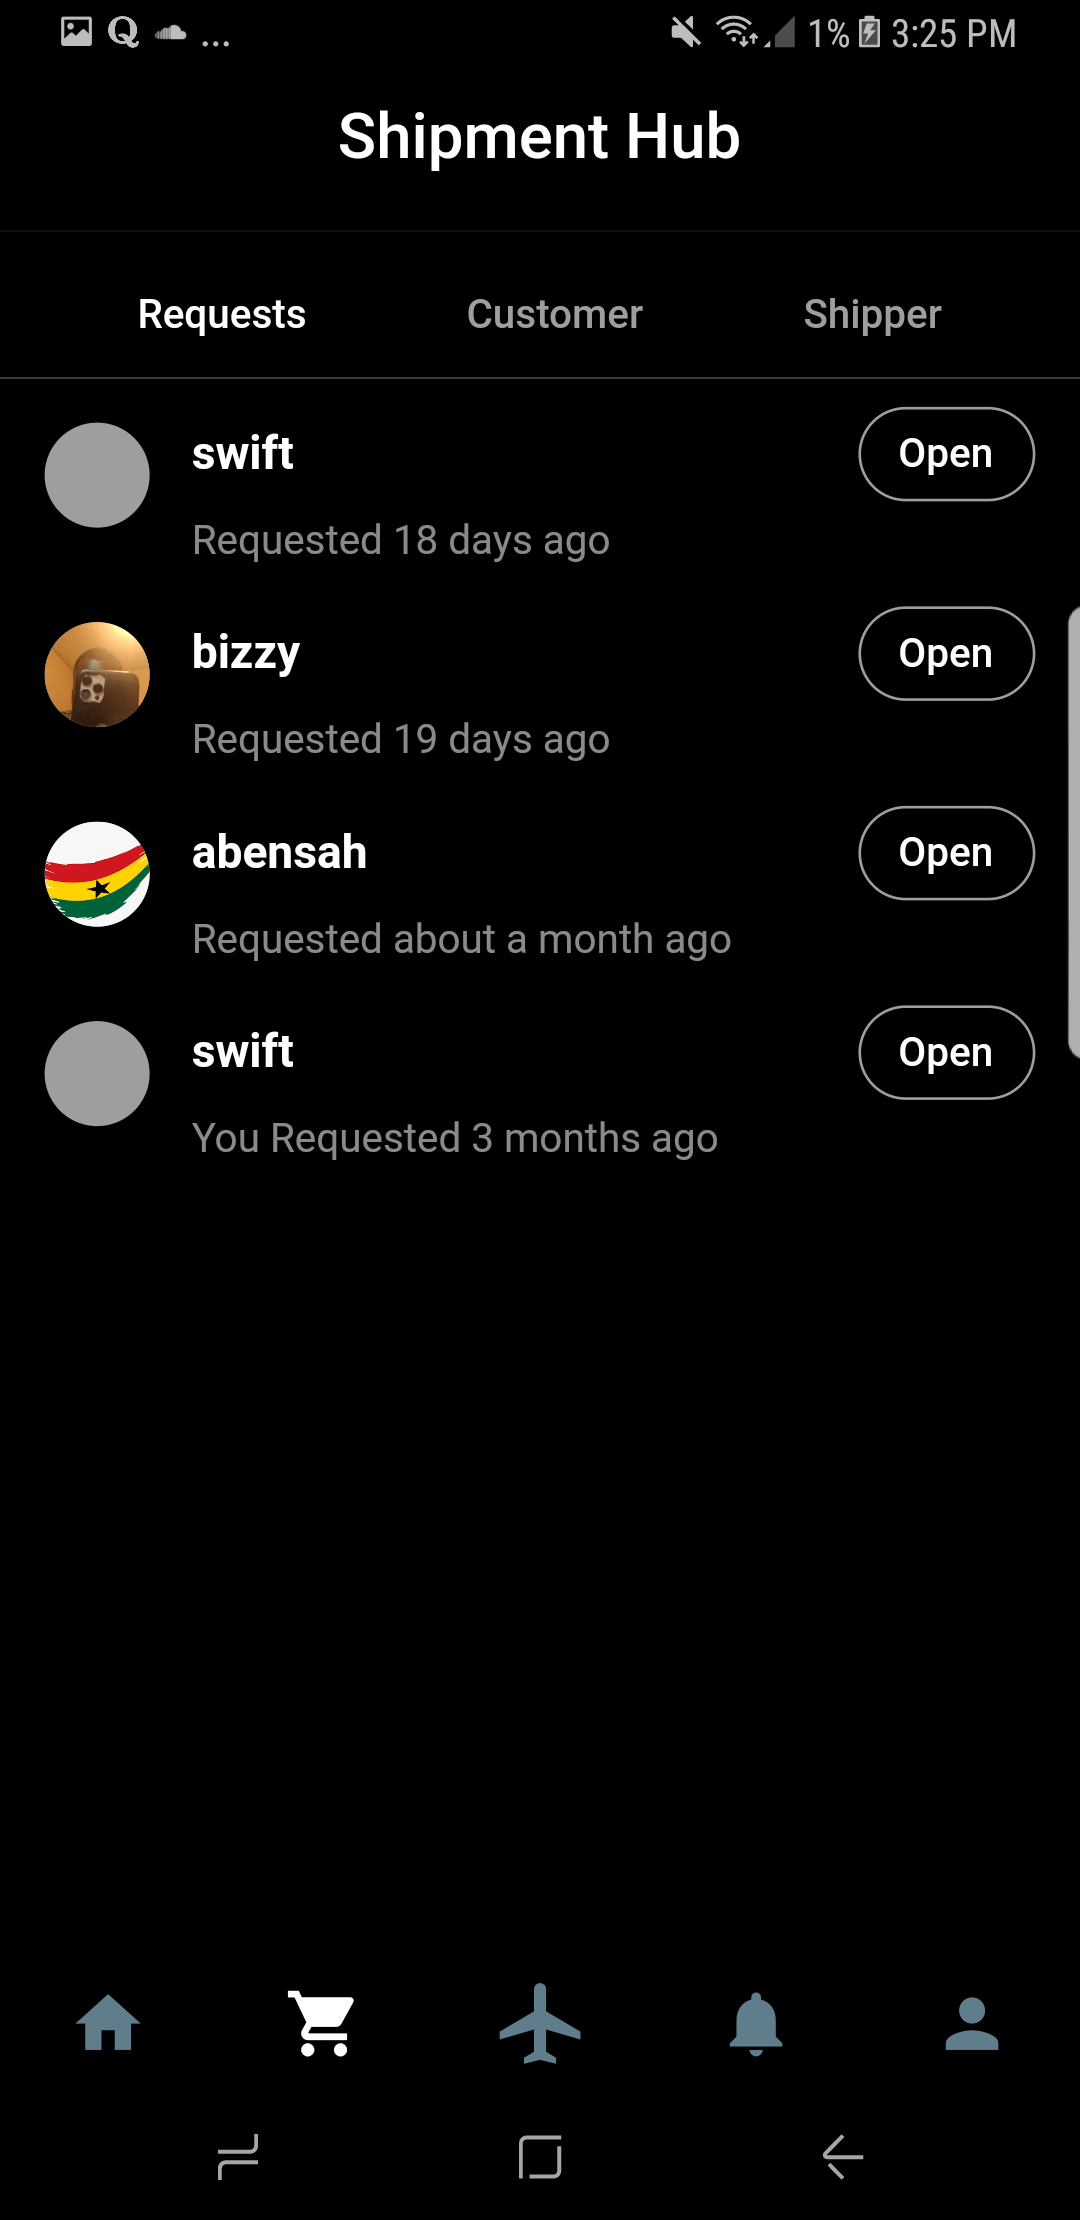 ... 1% 3:25 PM
Shipment Hub
Requests Customer Shipper
swift Open
Requested 18 days ago
bizzy Open
Requested 19 days ago
abensah Open
Requested about a month ago
swift Open
You Requested 3 months ago